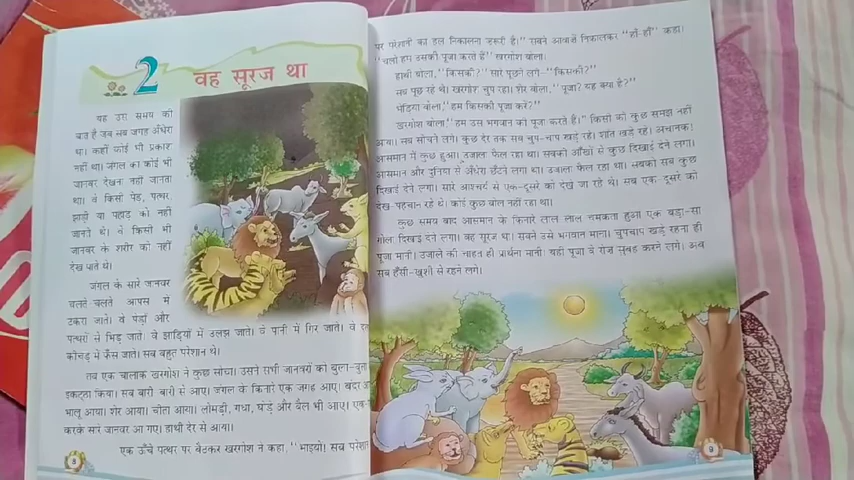 2
वह सूरज था
यह उस समय की
बात है जब सब जगह अँधेरा
था। कहीं कोई भी प्रकाश
नहीं था। जंगल का कोई भी
जानवर देखना नहीं जानता
था। वे किसी पेड़, पत्थर,
झाड़ी या पहाड़ को नहीं
जानते थे। वे किसी भी
जानवर के शरीर को नहीं
देख पाते थे।
जंगल के सारे जानवर
चलते-चलते आपस में
टकरा जाते। वे पेड़ों और
पत्थरों से भिड़ जाते। वे झाड़ियों में उलझ जाते। वे पानी में गिर जाते। वे
कीचड़ में फँस जाते। सब बहुत परेशान थे।
तब एक चालाक खरगोश ने कुछ सोचा। उसने सभी जानवरों को बुला-बुला
इकट्ठा किया। सब बारी बारी से आए। जंगल के किनारे एक जगह आए। बंदर
भालू आया। शेर आया। चीता आया। लोमड़ी, गधा, घोड़े और बैल भी आए। एक-
करके सारे जानवर आ गए। हाथी देर से आया।
एक ऊँचे पत्थर पर बैठकर खरगोश ने कहा, "भाइयो! सब परेशान
8
पर परेशानी का हल निकालना ज़रूरी है।" सबने आवाज़ें निकालकर "हाँ-हाँ" कहा।
"चलो हम उसकी पूजा करते हैं" खरगोश बोला।
हाथी बोला, "किसकी?" सारे पूछने लगे-"किसकी?"
सब पूछ रहे थे। खरगोश चुप रहा। शेर बोला, "पूजा? यह क्या है?"
भेड़िया बोला, "हम किसकी पूजा करें?"
खरगोश बोला, "हम उस भगवान की पूजा करते हैं।" किसी को कुछ समझ नहीं
आया। सब सोचने लगे। कुछ देर तक सब चुप-चाप खड़े रहे। शांत खड़े रहे। अचानक!
आसमान में कुछ हुआ। उजाला फैल रहा था। सबकी आँखों से कुछ दिखाई देने लगा।
आसमान और दुनिया से अँधेरा छँटने लगा था। उजाला फैल रहा था। सबको सब कुछ
दिखाई देने लगा। सारे आश्चर्य से एक-दूसरे को देखे जा रहे थे। सब एक-दूसरे को
देख-पहचान रहे थे। कोई कुछ बोल नहीं रहा था।
कुछ समय बाद आसमान के किनारे लाल लाल चमकता हुआ एक बड़ा-सा
गोला दिखाई देने लगा। वह सूरज था। सबने उसे भगवान माना। चुपचाप खड़े रहना ही
पूजा मानी। उजाले की चाहत ही प्रार्थना मानी। यही पूजा वे रोज़ सुबह करने लगे। अब
सब हँसी-खुशी से रहने लगे।
9